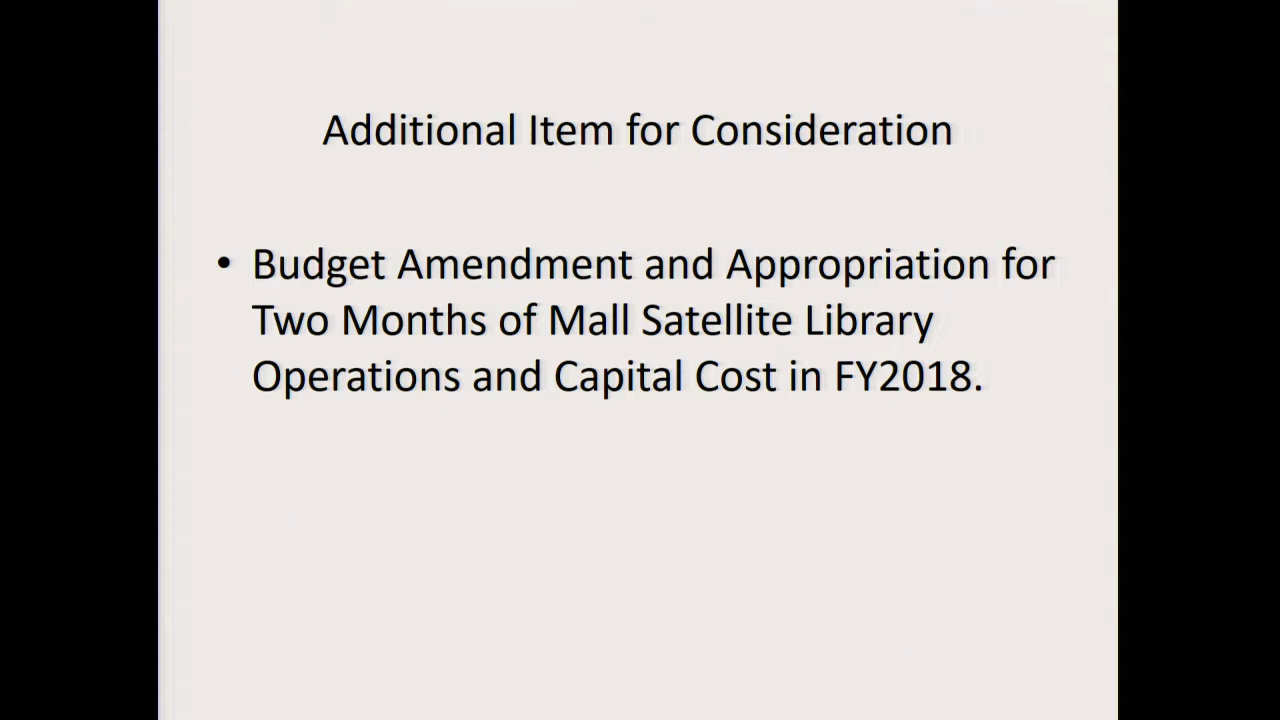 Additional Item for Consideration
• Budget Amendment and Appropriation for
Two Months of Mall Satellite Library
Operations and Capital Cost in FY2018.